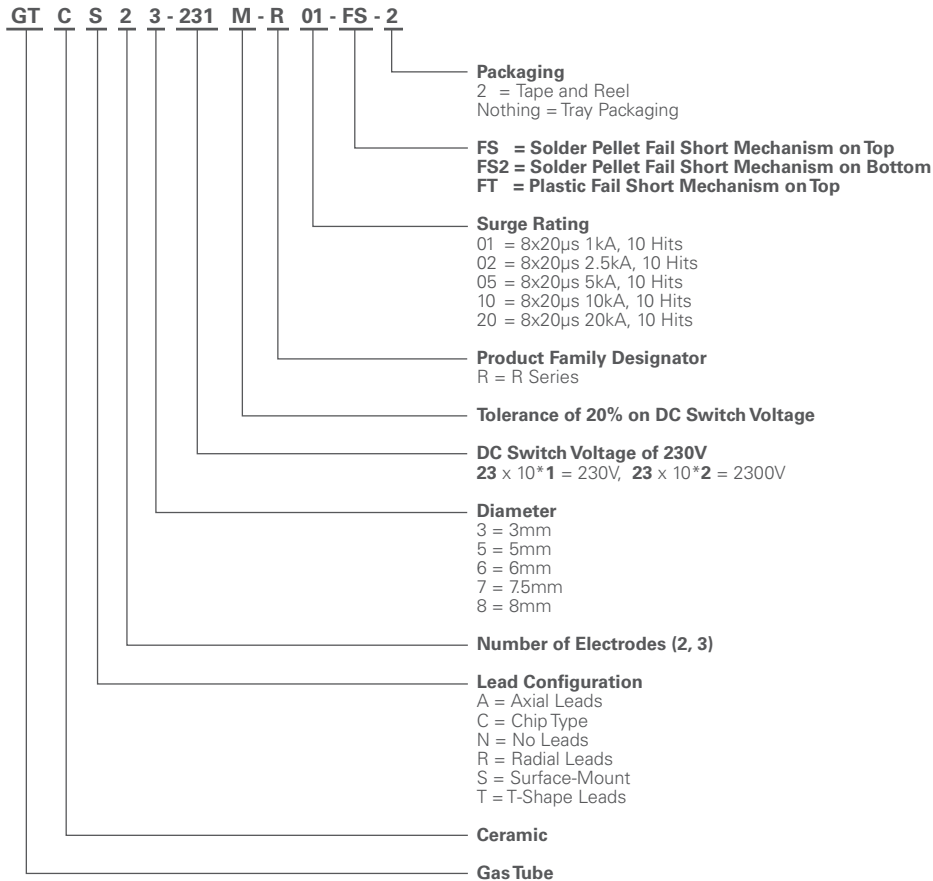 GT C S 2 3 - 231 M - R 01 - FS - 2
Packaging
2 = Tape and Reel
Nothing = Tray Packaging
FS = Solder Pellet Fail Short Mechanism on Top
FS2 = Solder Pellet Fail Short Mechanism on Bottom
FT = Plastic Fail Short Mechanism on Top
Surge Rating
01 = 8x20µs 1kA, 10 Hits
02 = 8x20µs 2.5kA, 10 Hits
05 = 8x20µs 5kA, 10 Hits
10 = 8x20µs 10kA, 10 Hits
20 = 8x20µs 20kA, 10 Hits
Product Family Designator
R = R Series
Tolerance of 20% on DC Switch Voltage
DC Switch Voltage of 230V
23 x 10*1 = 230V, 23 x 10*2 = 2300V
Diameter
3 = 3mm
5 = 5mm
6 = 6mm
7 = 7.5mm
8 = 8mm
Number of Electrodes (2, 3)
Lead Configuration
A = Axial Leads
C = Chip Type
N = No Leads
R = Radial Leads
S = Surface-Mount
T = T-Shape Leads
Ceramic
Gas Tube